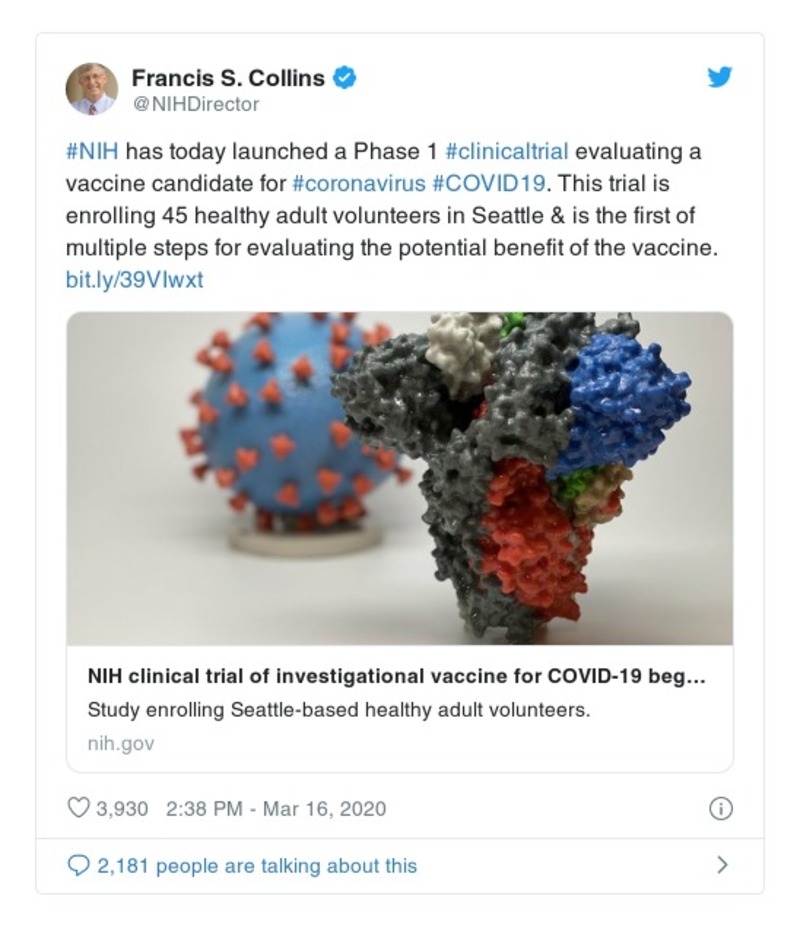 Francis S. Collins
@NIHDirector
#NIH has today launched a Phase 1 #clinicaltrial evaluating a
vaccine candidate for #coronavirus #COVID19. This trial is
enrolling 45 healthy adult volunteers in Seattle & is the first of
multiple steps for evaluating the potential benefit of the vaccine.
bit.ly/39VIwxt
NIH clinical trial of investigational vaccine for COVID-19 beg...
Study enrolling Seattle-based healthy adult volunteers.
nih.gov
3,930 2:38 PM - Mar 16, 2020
2,181 people are talking about this